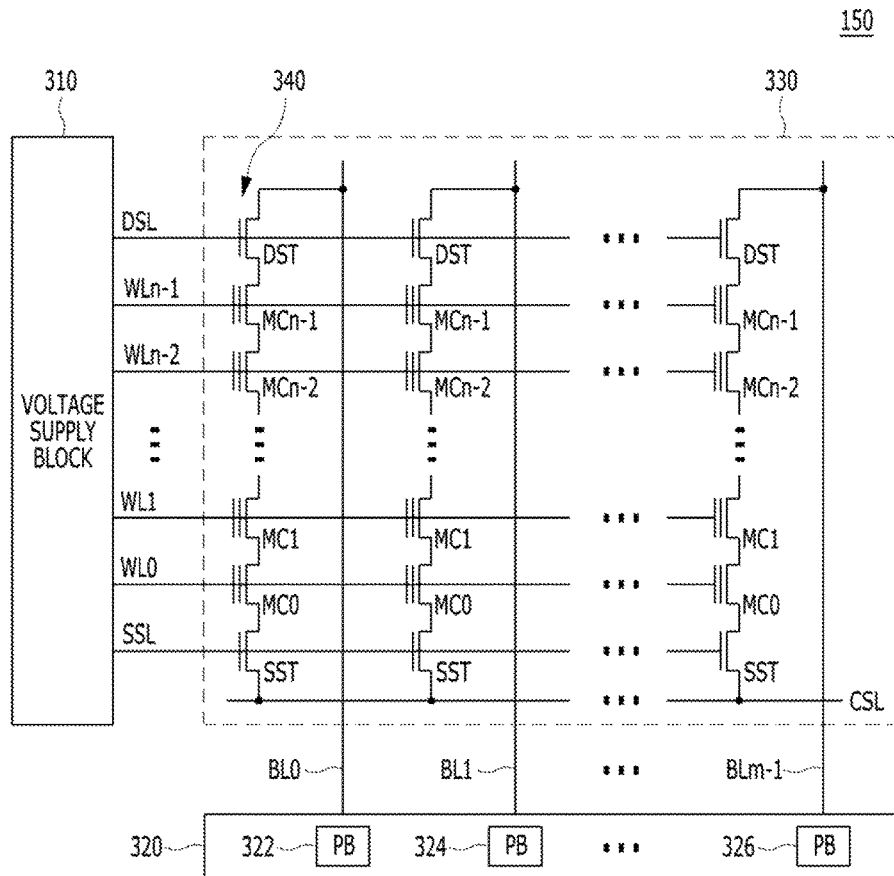 150
310
340
330
DSL
DST
DST
DST
WLn-1
MCn-1
MCn-1
MCn-1
WLn-2
MCn-2
MCn-2
MCn-2
VOLTAGE
SUPPLY
BLOCK
WL1
MC1
MC1
MC1
WL0
MC0
MC0
MC0
SSL
SST
SST
SST
CSL
BL0
BL1
BLm-1
320
322
PB
324
PB
326
PB